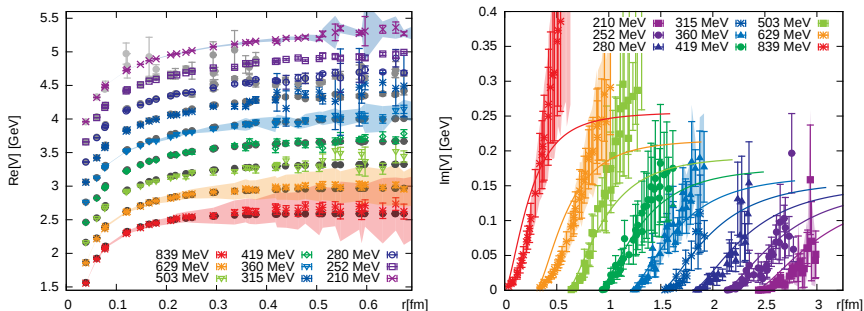 Re[V] [GeV]
5.5
5
4.5
4
3.5
3
2.5
2
1.5
839 MeV 419 MeV 280 MeV
629 MeV 360 MeV 252 MeV
503 MeV 315 MeV 210 MeV
0 0.1 0.2 0.3 0.4 0.5 0.6 r[fm]
Im[V] [GeV]
0.4
0.35
0.3
0.25
0.2
0.15
0.1
0.05
0
210 MeV 315 MeV 503 MeV
252 MeV 360 MeV 629 MeV
280 MeV 419 MeV 839 MeV
0 0.5 1 1.5 2 2.5 3 r[fm]